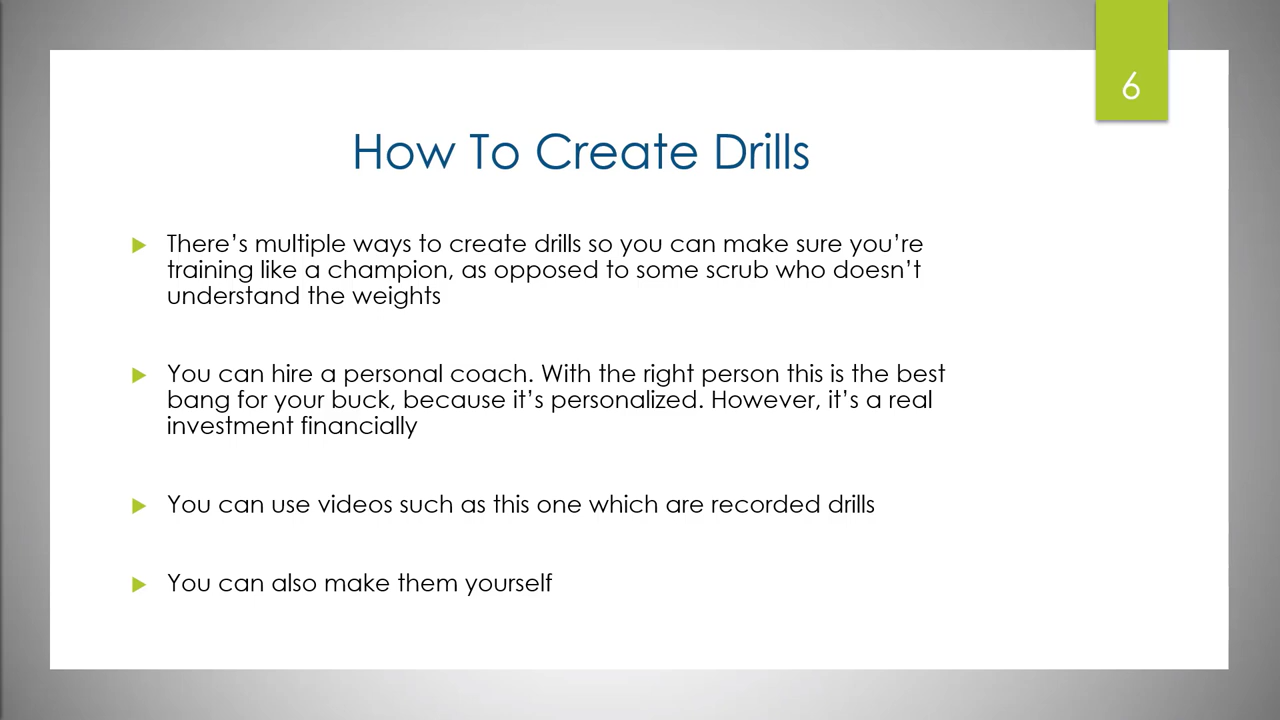 6
How To Create Drills
There’s multiple ways to create drills so you can make sure you’re
training like a champion, as opposed to some scrub who doesn’t
understand the weights
You can hire a personal coach. With the right person this is the best
bang for your buck, because it’s personalized. However, it’s a real
investment financially
You can use videos such as this one which are recorded drills
You can also make them yourself